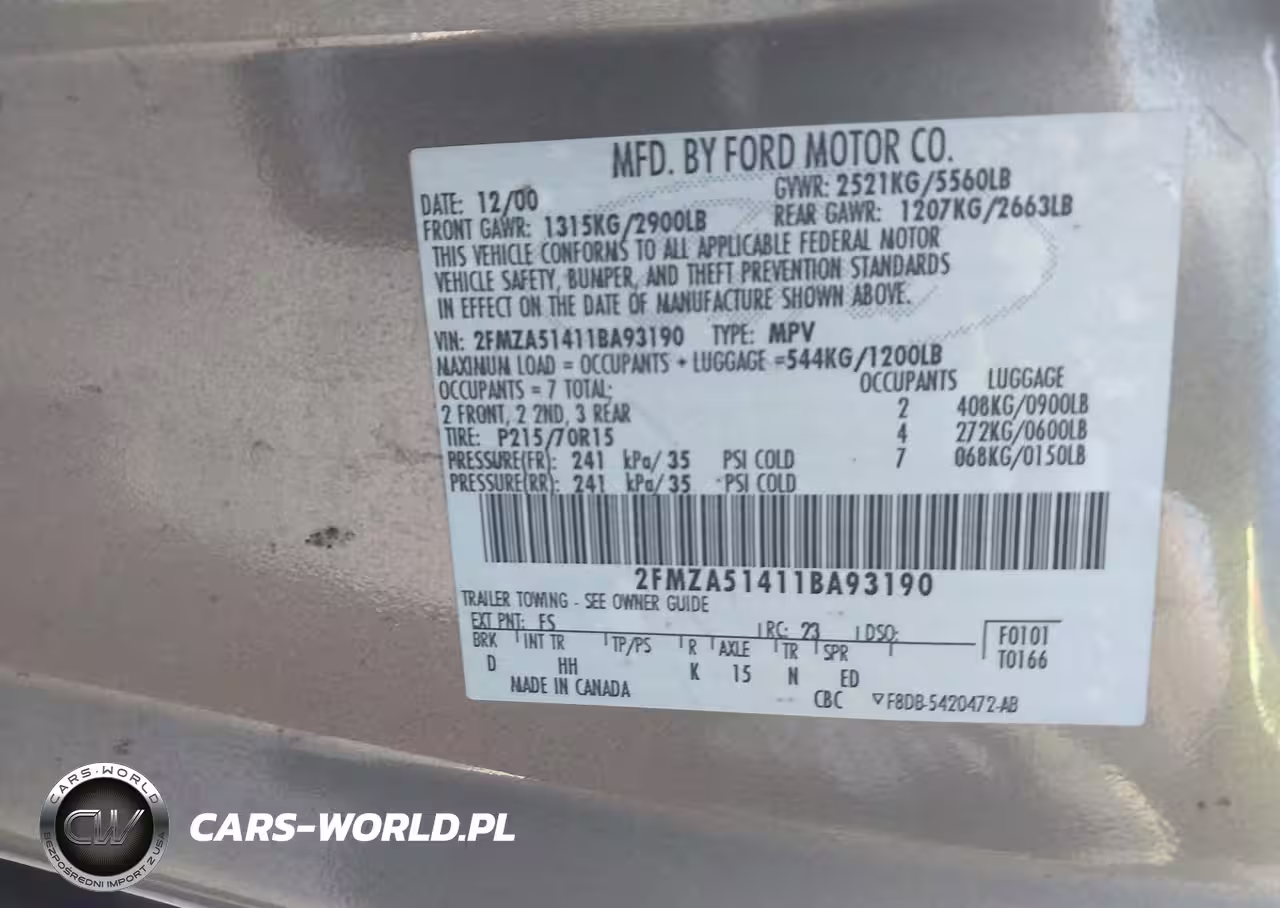 MFD. BY FORD MOTOR CO.
DATE: 12/00 GVWR: 2521KG/5560LB
FRONT GAWR: 1315KG/2900LB REAR GAWR: 1207KG/2663LB
THIS VEHICLE CONFORMS TO ALL APPLICABLE FEDERAL MOTOR
VEHICLE SAFETY, BUMPER, AND THEFT PREVENTION STANDARDS
IN EFFECT ON THE DATE OF MANUFACTURE SHOWN ABOVE.
VIN: 2FMZA51411BA93190 TYPE: MPV
MAXIMUM LOAD = OCCUPANTS + LUGGAGE =544KG/1200LB
OCCUPANTS = 7 TOTAL; OCCUPANTS LUGGAGE
2 FRONT, 2 2ND, 3 REAR 2 408KG/0900LB
TIRE: P215/70R15 4 272KG/0600LB
PRESSURE(FR): 241 kPa/ 35 PSI COLD 7 068KG/0150LB
PRESSURE(RR): 241 kPa/ 35 PSI COLD
2FMZA51411BA93190
TRAILER TOWING - SEE OWNER GUIDE
EXT PNT: FS RC: 23 DSO: F0101
BRK INT TR TP/PS R AXLE TR SPR T0166
D HH K 15 N ED
MADE IN CANADA CBC F8DB-5420472-AB
CARS-WORLD
CW
BEZPOŚREDNI IMPORT Z USA
CARS-WORLD.PL